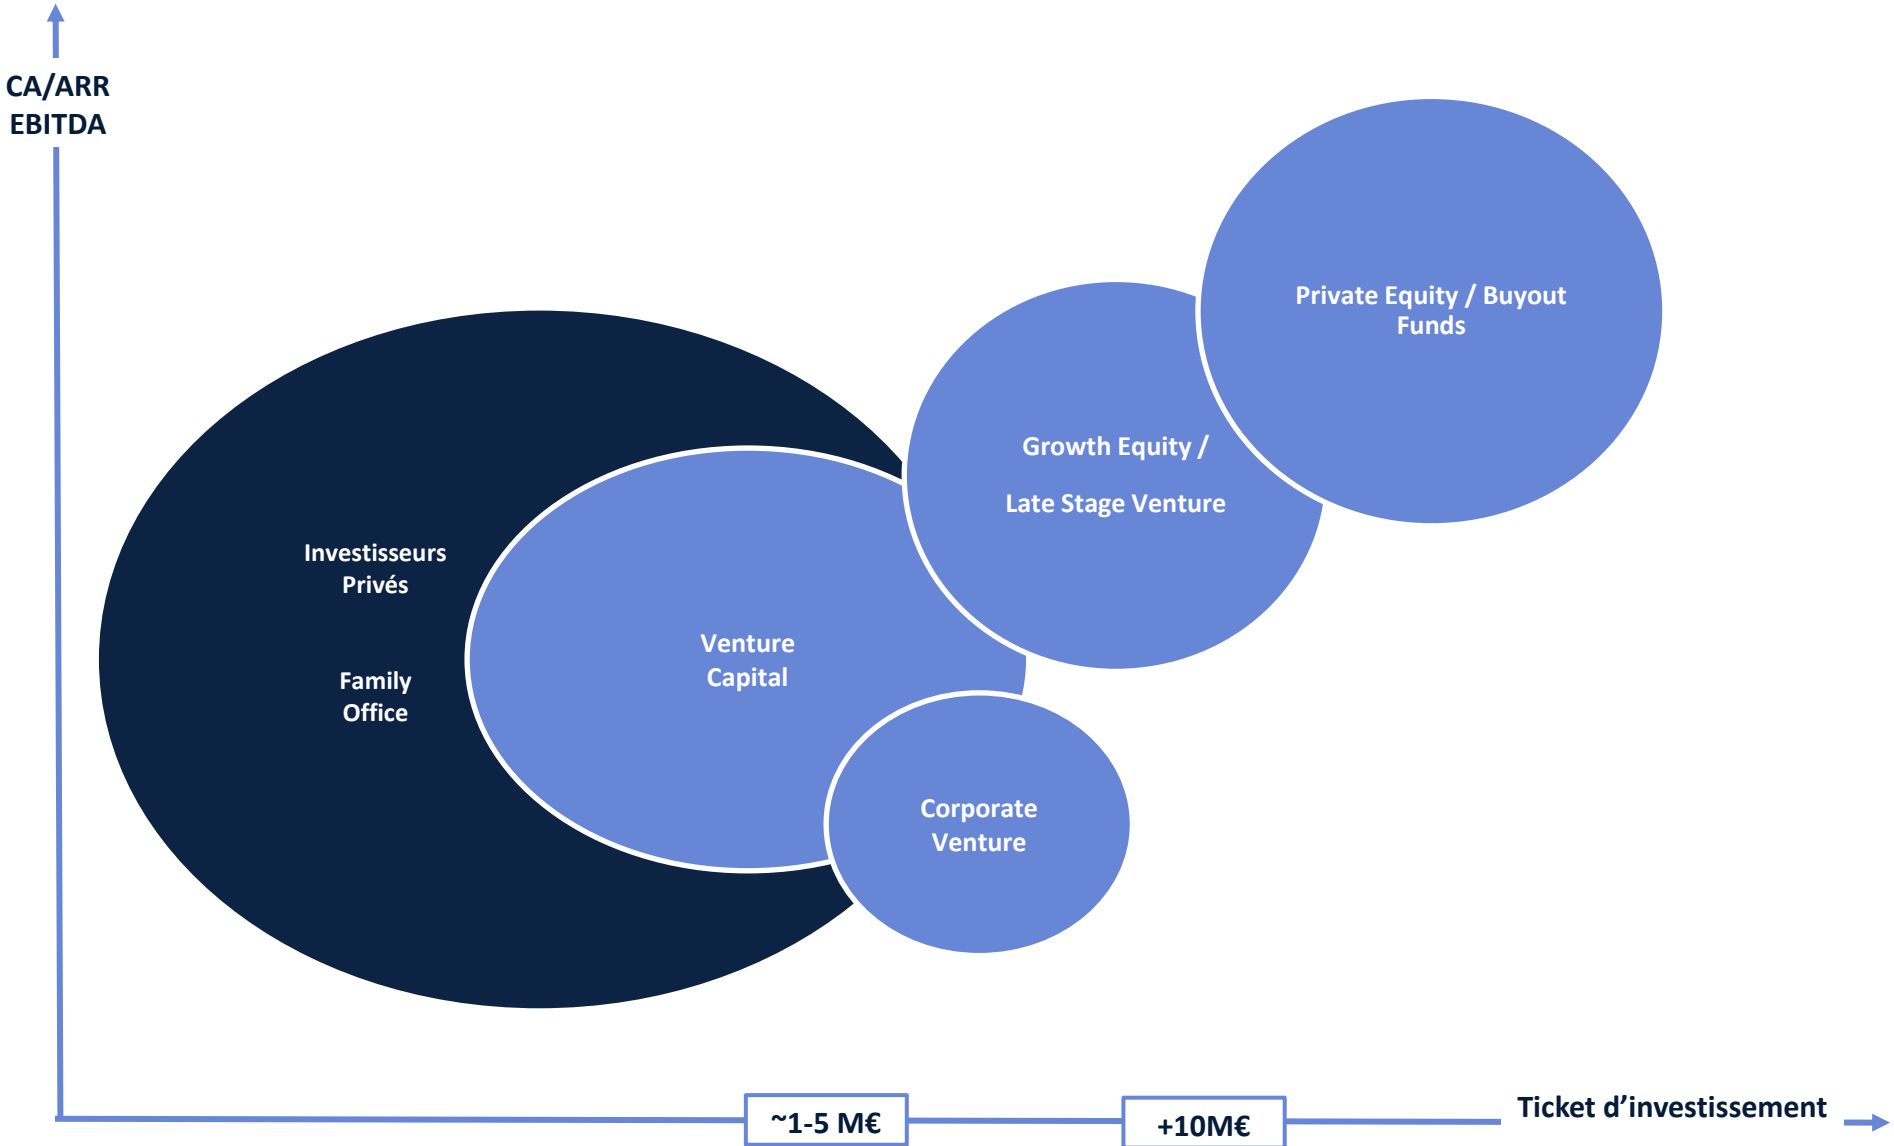 CA/ARR
EBITDA
Private Equity / Buyout
Funds
Growth Equity /
Late Stage Venture
Investisseurs
Privés
Family
Office
Venture
Capital
Corporate
Venture
~1-5 M€
+10M€
Ticket d’investissement